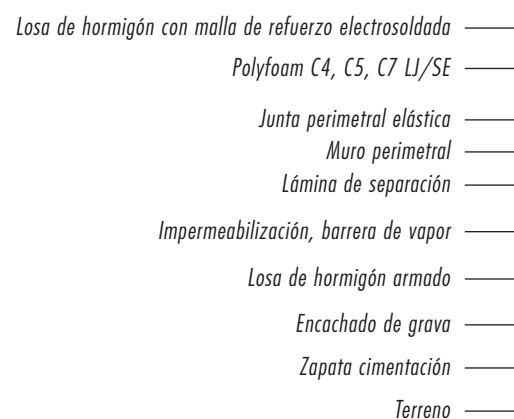 Losa de hormigón con malla de refuerzo electrosoldada
Polyfoam C4, C5, C7 LJ/SE
Junta perimetral elástica
Muro perimetral
Lámina de separación
Impermeabilización, barrera de vapor
Losa de hormigón armado
Encachado de grava
Zapata cimentación
Terreno